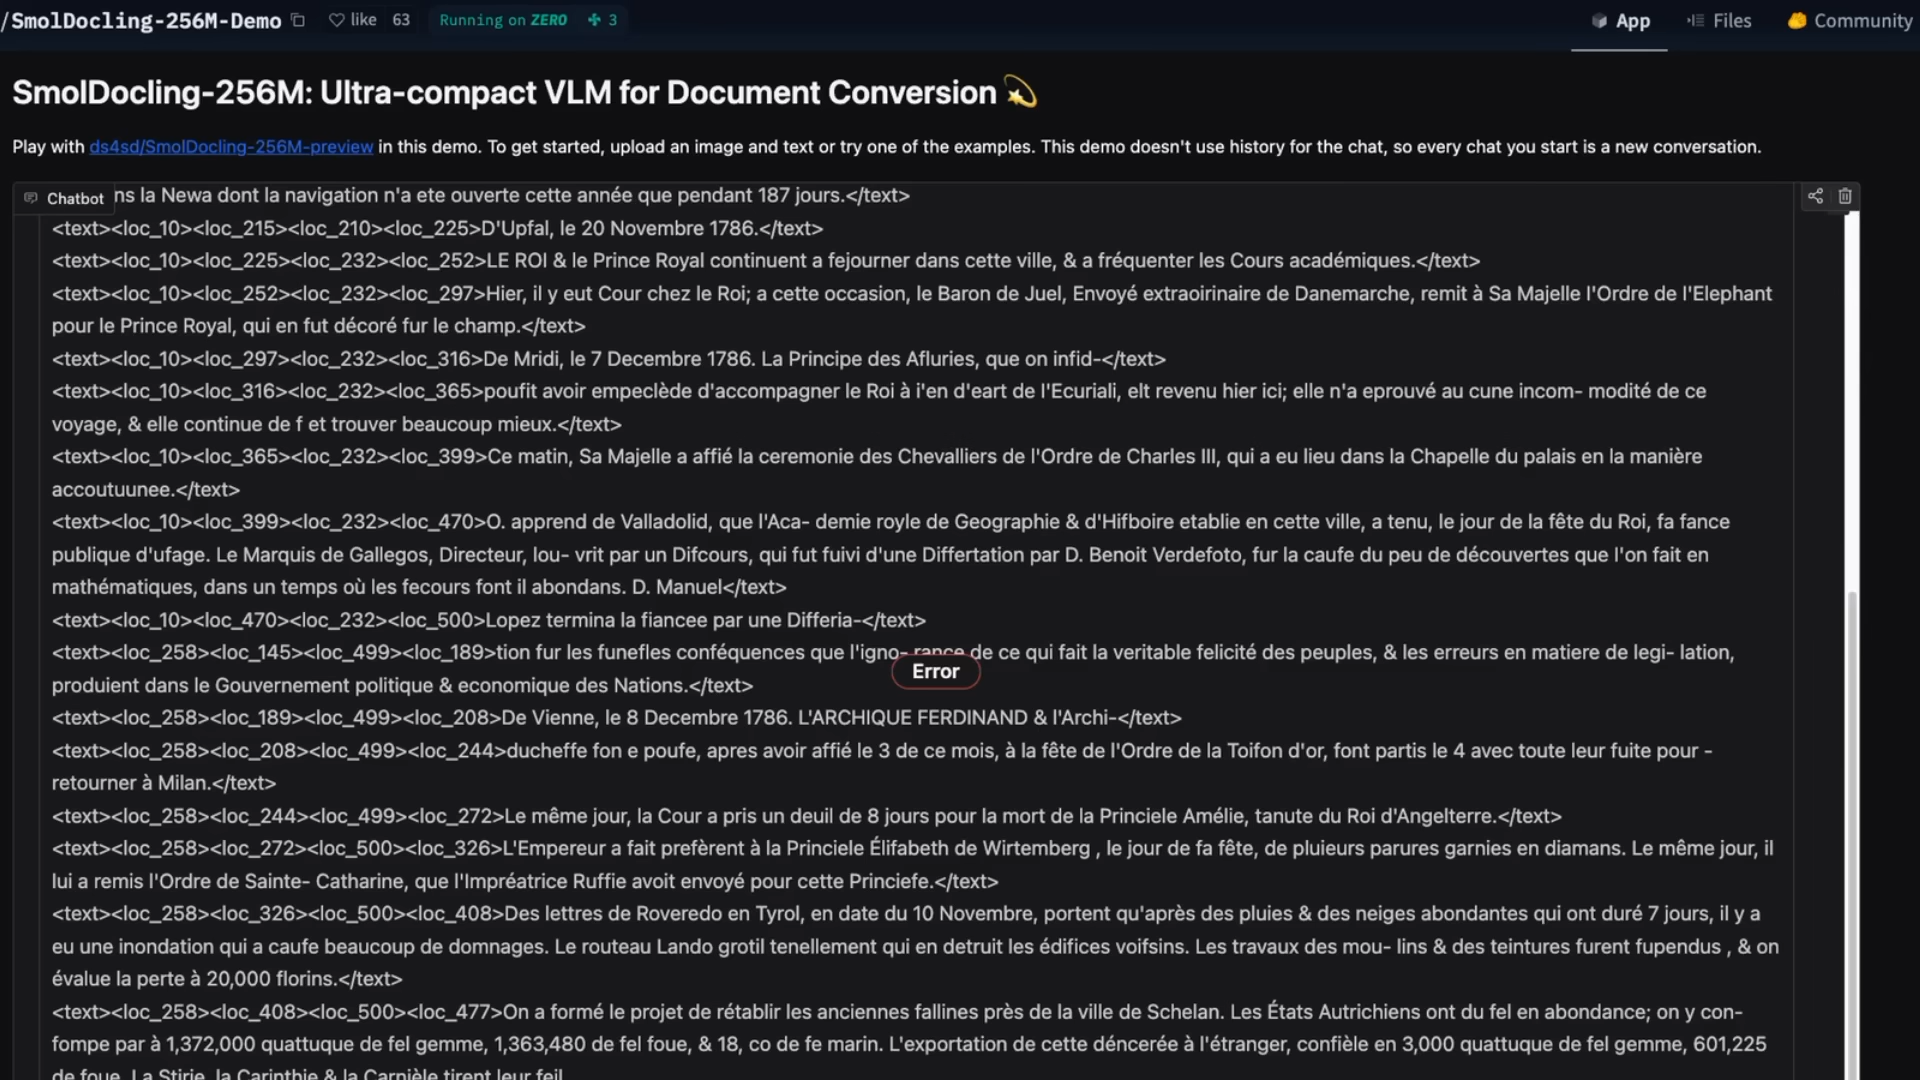 /SmolDocling-256M-Demo like 63 Running on ZERO 3 App Files Community
SmolDocling-256M: Ultra-compact VLM for Document Conversion
Play with ds4sd/SmolDocling-256M-preview in this demo. To get started, upload an image and text or try one of the examples. This demo doesn't use history for the chat, so every chat you start is a new conversation.
Chatbot ns la Newa dont la navigation n'a ete ouverte cette année que pendant 187 jours.